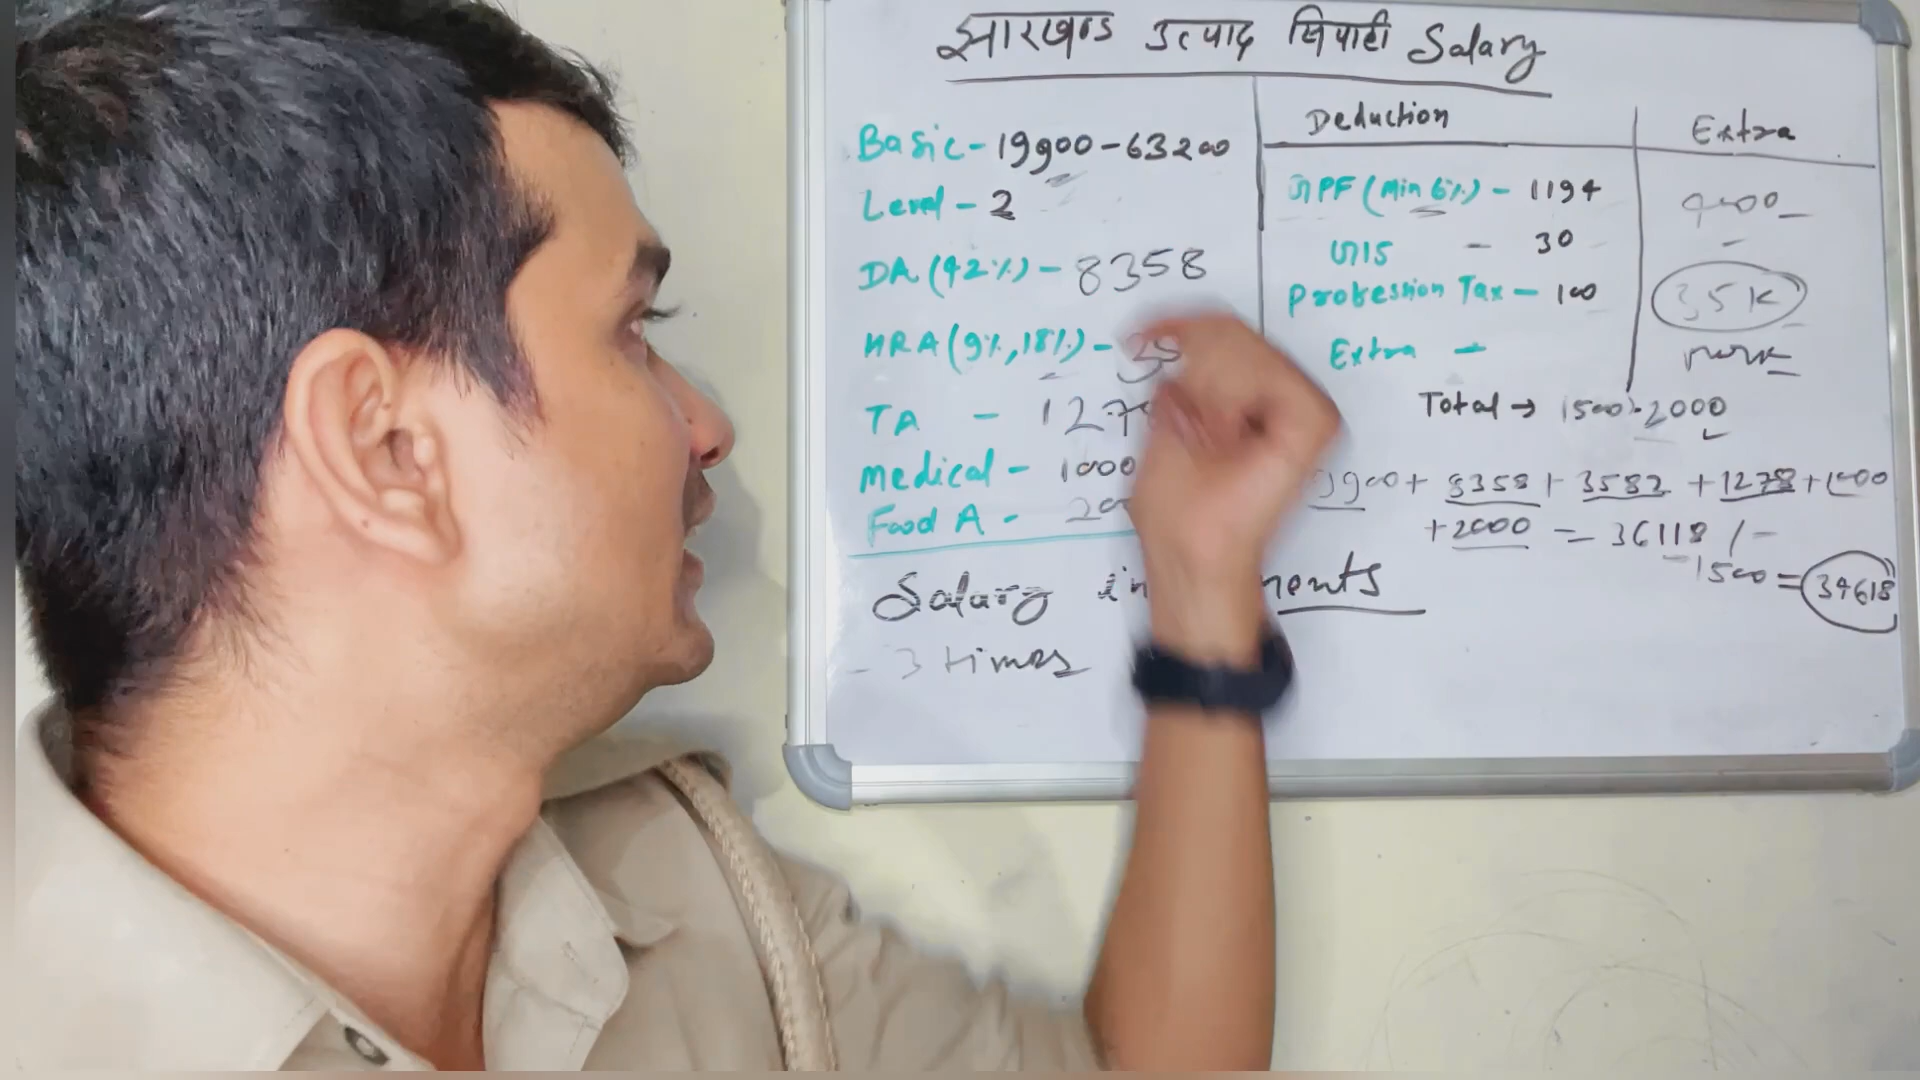 झारखण्ड उत्पाद सिपाही Salary
Basic - 19900 - 63200
Level - 2
DA (42%) - 8358
HRA (9%, 18%) -
TA -
Medical - 1000
Food A -
Deduction
GPF (Min 6%) - 1194
GIS - 30
Profession Tax - 100
Extra -
Extra
35K
Total → 1500 - 2000
+ 8358 + 3582 + 1278 + 1000
+ 2000 = 36118 /-
- 1500 = 34618
Salary
- 3 times